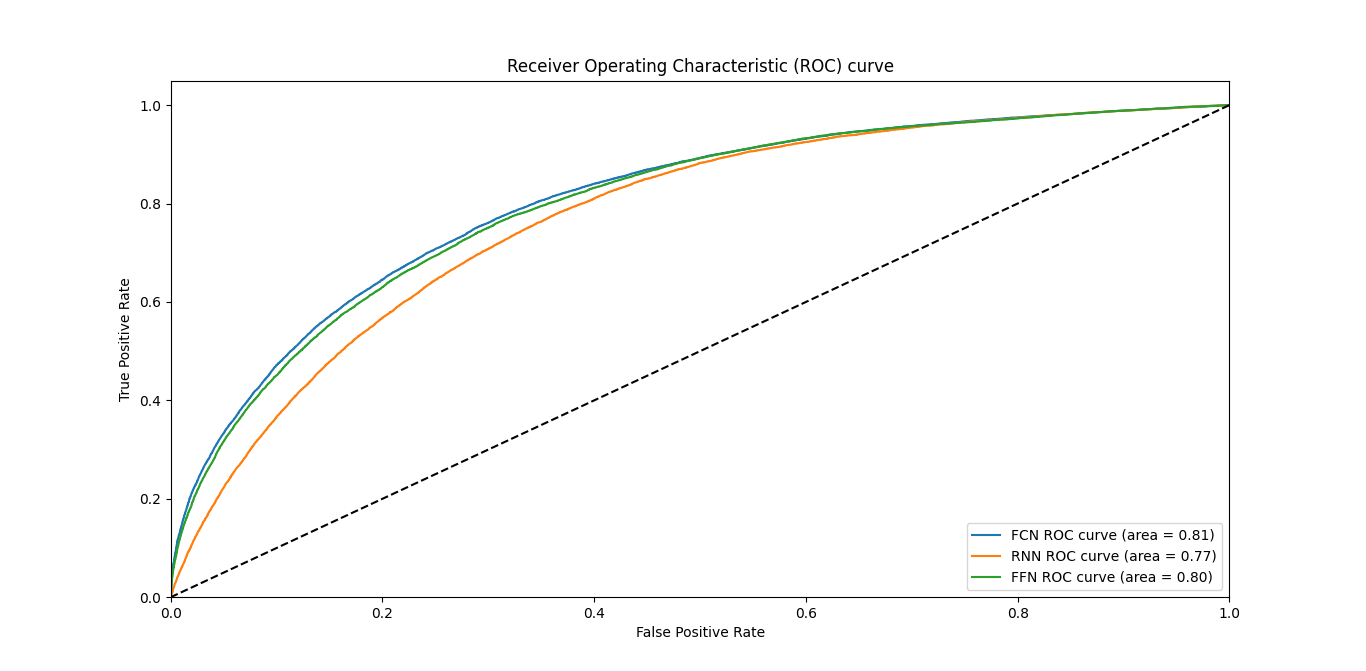 Receiver Operating Characteristic (ROC) curve
1.0
0.8
0.6
0.4
0.2
0.0
True Positive Rate
FCN ROC curve (area = 0.81)
RNN ROC curve (area = 0.77)
FFN ROC curve (area = 0.80)
0.0 0.2 0.4 0.6 0.8 1.0
False Positive Rate